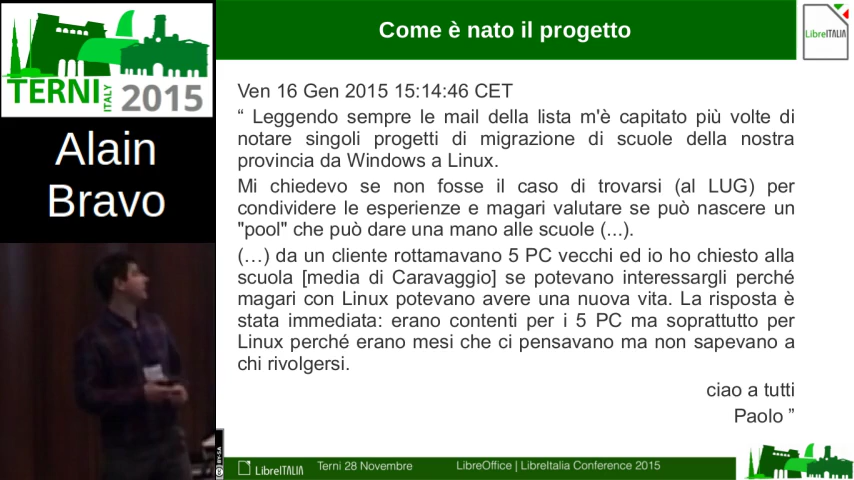 Come è nato il progetto
LibreITALIA
TERNI
ITALY
2015
Alain
Bravo
Ven 16 Gen 2015 15:14:46 CET
“ Leggendo sempre le mail della lista m'è capitato più volte di
notare singoli progetti di migrazione di scuole della nostra
provincia da Windows a Linux.
Mi chiedevo se non fosse il caso di trovarsi (al LUG) per
condividere le esperienze e magari valutare se può nascere un
"pool" che può dare una mano alle scuole (...).
(…) da un cliente rottamavano 5 PC vecchi ed io ho chiesto alla
scuola [media di Caravaggio] se potevano interessargli perché
magari con Linux potevano avere una nuova vita. La risposta è
stata immediata: erano contenti per i 5 PC ma soprattutto per
Linux perché erano mesi che ci pensavano ma non sapevano a
chi rivolgersi.
ciao a tutti
Paolo ”
BY-SA
LibreITALIA
Terni 28 Novembre
LibreOffice | LibreItalia Conference 2015